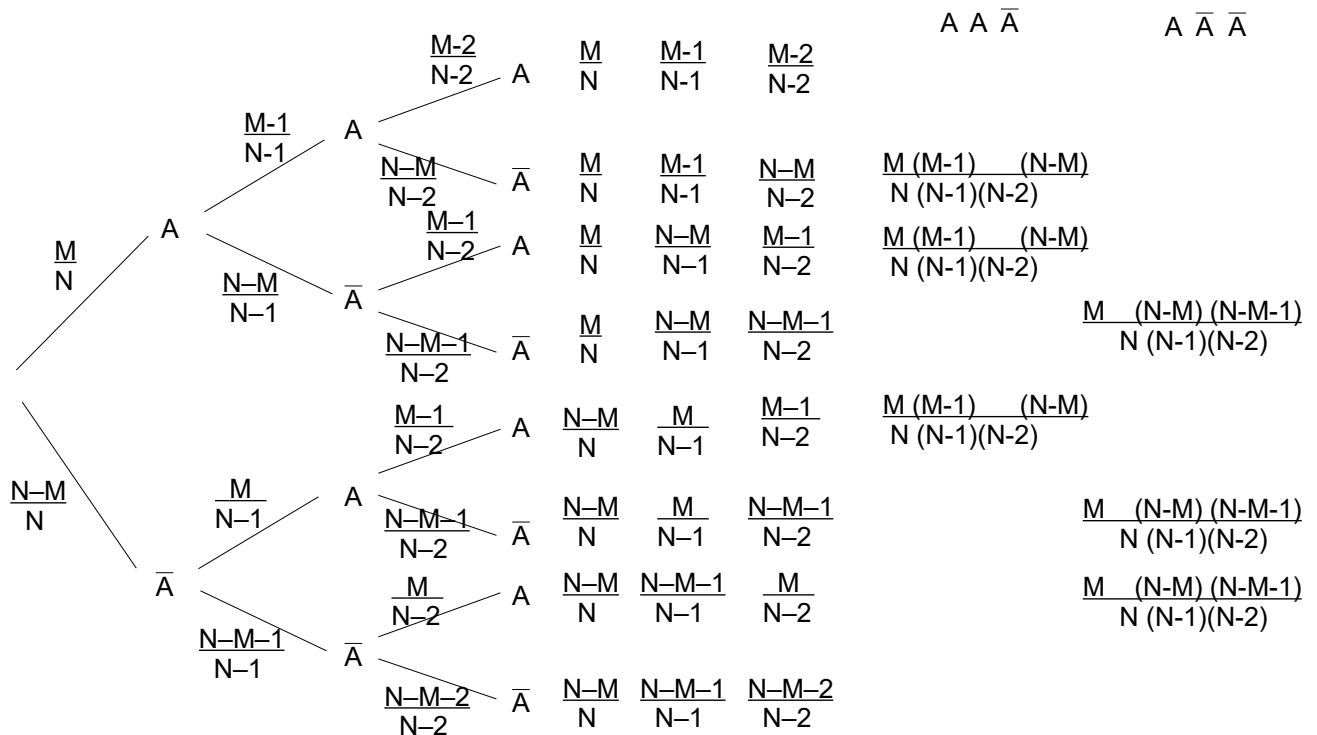 A A A̅ A A̅ A̅
M-2 M M-1 M-2
N-2 A N N-1 N-2
M-1 A
N-1
N–M M M-1 N–M M (M-1) (N-M)
N–2 A̅ N N-1 N–2 N (N-1)(N-2)
A M–1 M N–M M–1 M (M-1) (N-M)
N–2 A N N–1 N–2 N (N-1)(N-2)
M
N
N–M A̅
N–1
N–M–1 A̅ M N–M N–M–1 M (N-M) (N-M-1)
N–2 N N–1 N–2 N (N-1)(N-2)
M–1 A N–M M M–1 M (M-1) (N-M)
N–2 N N–1 N–2 N (N-1)(N-2)
N–M
N
M A
N–1
N–M–1 A̅ N–M M N–M–1 M (N-M) (N-M-1)
N–2 N N–1 N–2 N (N-1)(N-2)
A̅ M A N–M N–M–1 M M (N-M) (N-M-1)
N–2 N N–1 N–2 N (N-1)(N-2)
N–M–1 A̅
N–1
N–M–2 A̅ N–M N–M–1 N–M–2
N–2 N N–1 N–2